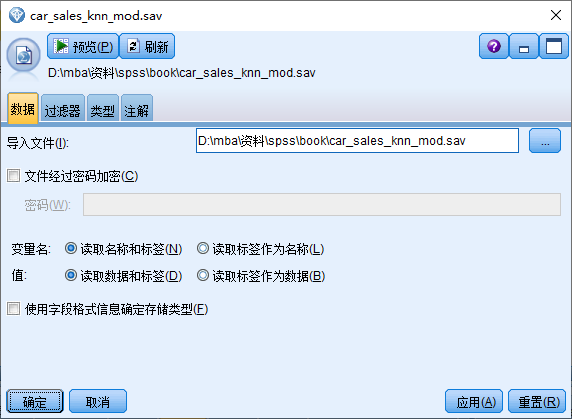 car_sales_knn_mod.sav
预览(P) 刷新
D:\mba\资料\spss\book\car_sales_knn_mod.sav
数据 过滤器 类型 注解
导入文件(I): D:\mba\资料\spss\book\car_sales_knn_mod.sav ...
文件经过密码加密(C)
密码(W):
变量名: 读取名称和标签(N) 读取标签作为名称(L)
值: 读取数据和标签(D) 读取标签作为数据(B)
使用字段格式信息确定存储类型(F)
确定 取消 应用(A) 重置(R)